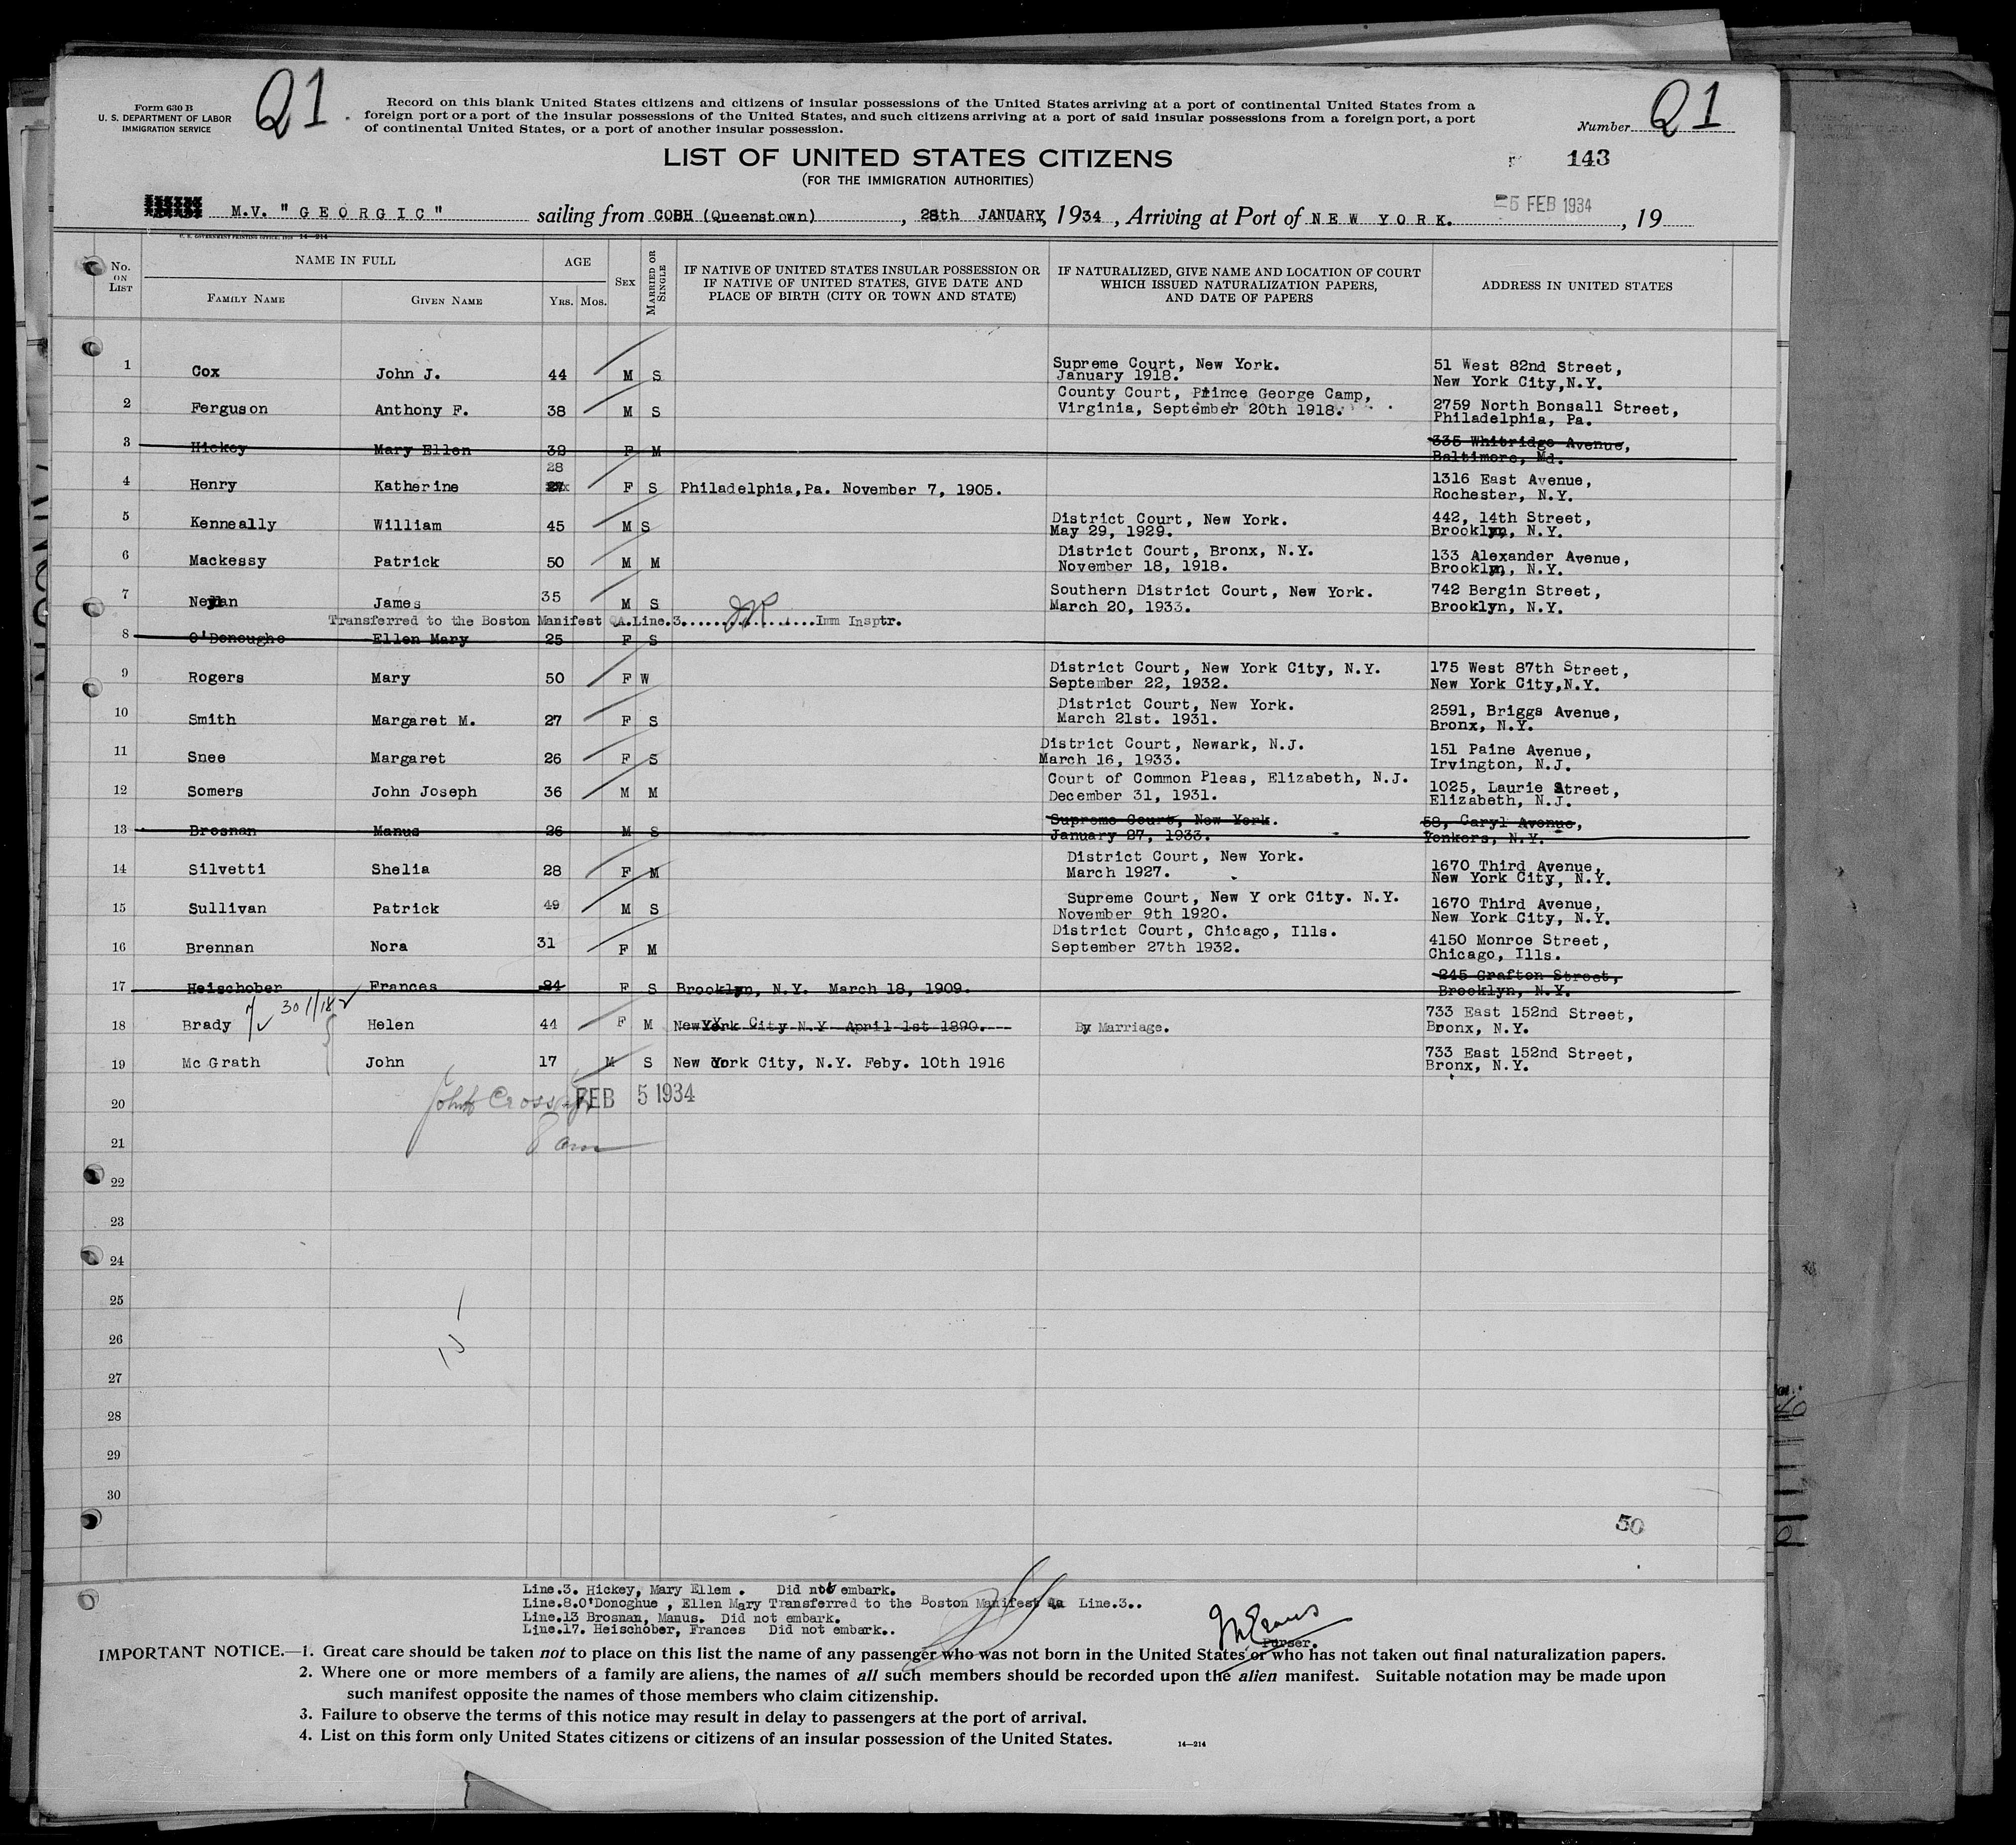 Form 630 B
U. S. DEPARTMENT OF LABOR
IMMIGRATION SERVICE
Q1.
Record on this blank United States citizens and citizens of insular possessions of the United States arriving at a port of continental United States from a
foreign port or a port of the insular possessions of the United States, and such citizens arriving at a port of said insular possessions from a foreign port, a port
of continental United States, or a port of another insular possession.
Number Q1
LIST OF UNITED STATES CITIZENS
143
(FOR THE IMMIGRATION AUTHORITIES)
M.V. "GEORGIC" sailing from COBH (Queenstown), 28th JANUARY, 1934, Arriving at Port of NEW YORK. 5 FEB 1934, 19
U. S. GOVERNMENT PRINTING OFFICE: 14-214
No. ON LIST
NAME IN FULL
FAMILY NAME
GIVEN NAME
AGE
YRS. MOS.
SEX
MARRIED OR SINGLE
IF NATIVE OF UNITED STATES INSULAR POSSESSION OR
IF NATIVE OF UNITED STATES, GIVE DATE AND
PLACE OF BIRTH (CITY OR TOWN AND STATE)
IF NATURALIZED, GIVE NAME AND LOCATION OF COURT
WHICH ISSUED NATURALIZATION PAPERS,
AND DATE OF PAPERS
ADDRESS IN UNITED STATES
1 Cox John J. 44 M S Supreme Court, New York. 51 West 82nd Street,
January 1918. New York City,N.Y.
2 Ferguson Anthony F. 38 M S County Court, Prince George Camp, 2759 North Bonsall Street,
Virginia, September 20th 1918. Philadelphia, Pa.
3 Hickey Mary Ellen 38 F M 335 Whitridge Avenue,
Baltimore, Md.
28
4 Henry Katherine 27 F S Philadelphia,Pa. November 7, 1905. 1316 East Avenue,
Rochester, N.Y.
5 Kenneally William 45 M S District Court, New York. 442, 14th Street,
May 29, 1929. Brooklyn, N.Y.
6 Mackessy Patrick 50 M M District Court, Bronx, N.Y. 133 Alexander Avenue,
November 18, 1918. Brooklyn, N.Y.
7 James 35 M S Southern District Court, New York. 742 Bergin Street,
March 20, 1933. Brooklyn, N.Y.
Transferred to the Boston Manifest QA.Line.3...................Imm Insptr.
8 O'Donoughe Ellen Mary 25 F S
9 Rogers Mary 50 F W District Court, New York City, N.Y. 175 West 87th Street,
September 22, 1932. New York City,N.Y.
10 Smith Margaret M. 27 F S District Court, New York. 2591, Briggs Avenue,
March 21st. 1931. Bronx, N.Y.
11 Snee Margaret 26 F S District Court, Newark, N.J. 151 Paine Avenue,
March 16, 1933. Irvington, N.J.
12 Somers John Joseph 36 M M Court of Common Pleas, Elizabeth, N.J. 1025, Laurie Street,
December 31, 1931. Elizabeth, N.J.
13 Brosnan Manus 26 M S Supreme Court, New York. 58, Caryl Avenue,
January 27, 1933. Yonkers, N.Y.
14 Silvetti Shelia 28 F M District Court, New York. 1670 Third Avenue,
March 1927. New York City, N.Y.
15 Sullivan Patrick 49 M S Supreme Court, New Y ork City. N.Y. 1670 Third Avenue,
November 9th 1920. New York City, N.Y.
16 Brennan Nora 31 F M District Court, Chicago, Ills. 4150 Monroe Street,
September 27th 1932. Chicago, Ills.
17 Heischober Frances 24 F S Brooklyn, N.Y. March 18, 1909. 245 Grafton Street,
Brooklyn, N.Y.
18 Brady Helen 44 F M New York City N.Y April 1st 1890. By Marriage. 733 East 152nd Street,
Bronx, N.Y.
19 Mc Grath John 17 M S New York City, N.Y. Feby. 10th 1916 733 East 152nd Street,
Bronx, N.Y.
20 FEB 5 1934
21 8 am
22
23
24
25
26
27
28
29
30
50
Line.3. Hickey, Mary Ellem . Did not embark.
Line.8.O'Donoghue , Ellen Mary Transferred to the Boston Manifest Qa Line.3..
Line.13 Brosnan, Manus. Did not embark.
Line.17. Heischober, Frances Did not embark..
Purser.
IMPORTANT NOTICE.—1. Great care should be taken not to place on this list the name of any passenger who was not born in the United States or who has not taken out final naturalization papers.
2. Where one or more members of a family are aliens, the names of all such members should be recorded upon the alien manifest. Suitable notation may be made upon
such manifest opposite the names of those members who claim citizenship.
3. Failure to observe the terms of this notice may result in delay to passengers at the port of arrival.
4. List on this form only United States citizens or citizens of an insular possession of the United States.
14—214